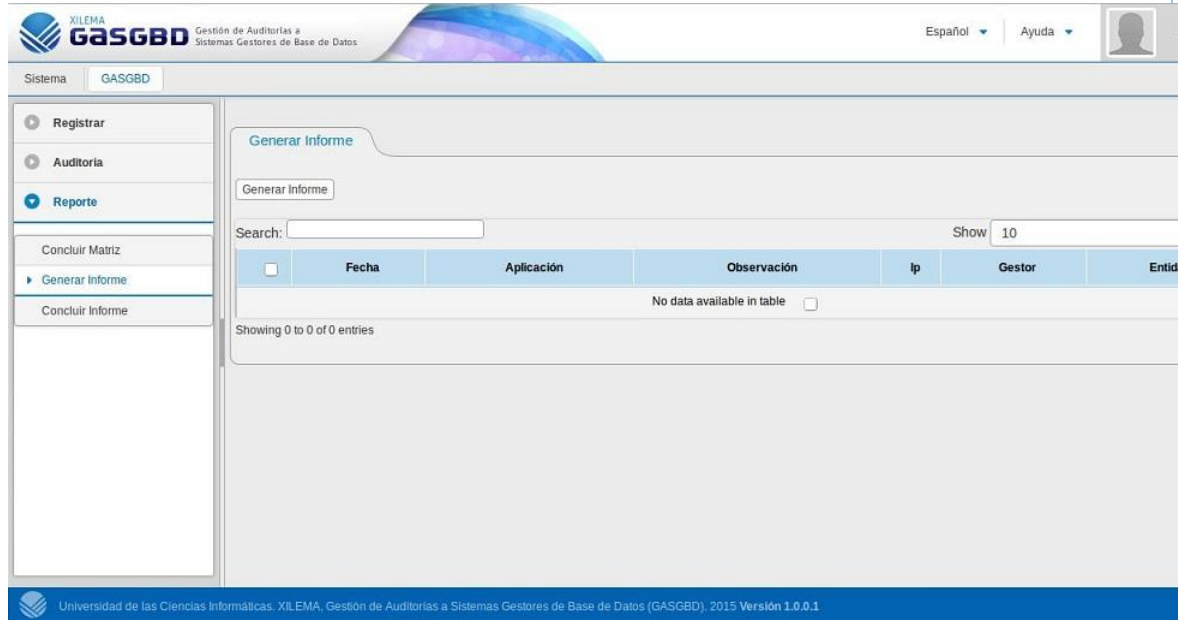 XILEMA
GASGBD
Gestión de Auditorías a
Sistemas Gestores de Base de Datos
Español
Ayuda
Sistema
GASGBD
Registrar
Auditoria
Reporte
Concluir Matriz
Generar Informe
Concluir Informe
Generar Informe
Generar Informe
Search:
Show 10
Fecha Aplicación Observación Ip Gestor Entid
No data available in table
Showing 0 to 0 of 0 entries
Universidad de las Ciencias Informáticas. XILEMA, Gestión de Auditorias a Sistemas Gestores de Base de Datos (GASGBD). 2015 Versión 1.0.0.1